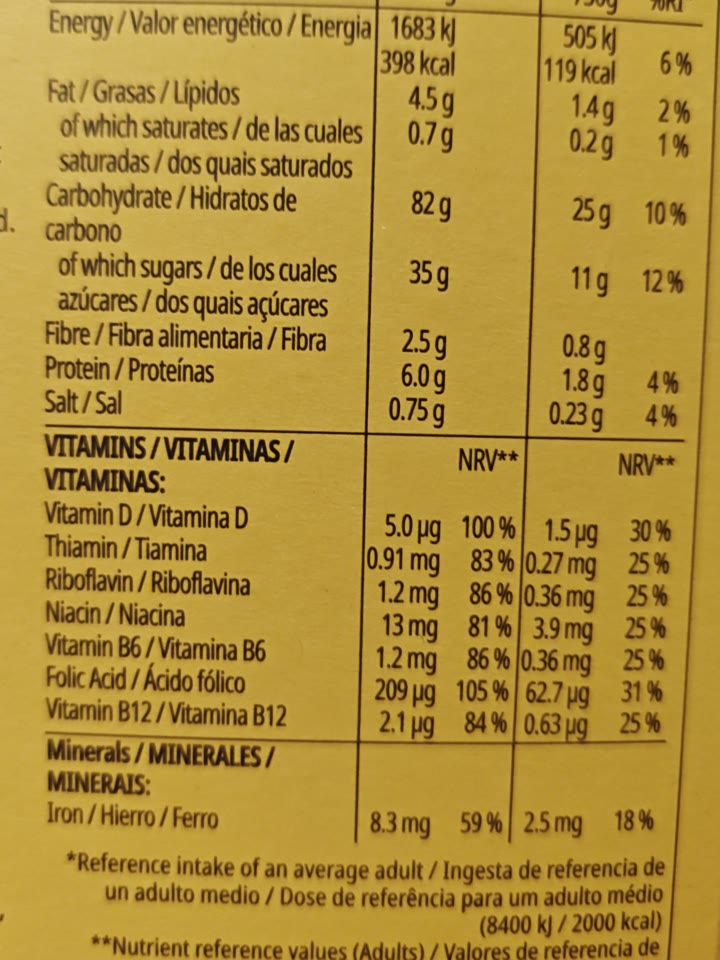 Energy / Valor energético / Energia 1683 kJ 505 kJ
398 kcal 119 kcal 6 %
Fat / Grasas / Lípidos 4.5 g 1.4 g 2 %
of which saturates / de las cuales 0.7 g 0.2 g 1 %
saturadas / dos quais saturados
Carbohydrate / Hidratos de 82 g 25 g 10 %
d. carbono
of which sugars / de los cuales 35 g 11 g 12 %
azúcares / dos quais açúcares
Fibre / Fibra alimentaria / Fibra 2.5 g 0.8 g
Protein / Proteínas 6.0 g 1.8 g 4 %
Salt / Sal 0.75 g 0.23 g 4 %
VITAMINS / VITAMINAS / NRV** NRV**
VITAMINAS:
Vitamin D / Vitamina D 5.0 µg 100 % 1.5 µg 30 %
Thiamin / Tiamina 0.91 mg 83 % 0.27 mg 25 %
Riboflavin / Riboflavina 1.2 mg 86 % 0.36 mg 25 %
Niacin / Niacina 13 mg 81 % 3.9 mg 25 %
Vitamin B6 / Vitamina B6 1.2 mg 86 % 0.36 mg 25 %
Folic Acid / Ácido fólico 209 µg 105 % 62.7 µg 31 %
Vitamin B12 / Vitamina B12 2.1 µg 84 % 0.63 µg 25 %
Minerals / MINERALES /
MINERAIS:
Iron / Hierro / Ferro 8.3 mg 59 % 2.5 mg 18 %
*Reference intake of an average adult / Ingesta de referencia de
un adulto medio / Dose de referência para um adulto médio
(8400 kJ / 2000 kcal)
**Nutrient reference values (Adults) / Valores de referencia de